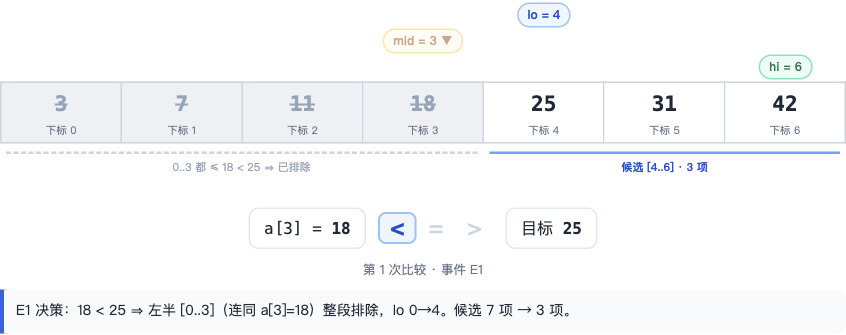 lo = 4
mid = 3 ▼
hi = 6
3 7 11 18 25 31 42
下标 0 下标 1 下标 2 下标 3 下标 4 下标 5 下标 6
0..3 都 ≤ 18 < 25 ⇒ 已排除 候选 [4..6] · 3 项
a[3] = 18 < = > 目标 25
第 1 次比较 · 事件 E1
E1 决策：18 < 25 ⇒ 左半 [0..3]（连同 a[3]=18）整段排除，lo 0→4。候选 7 项 → 3 项。